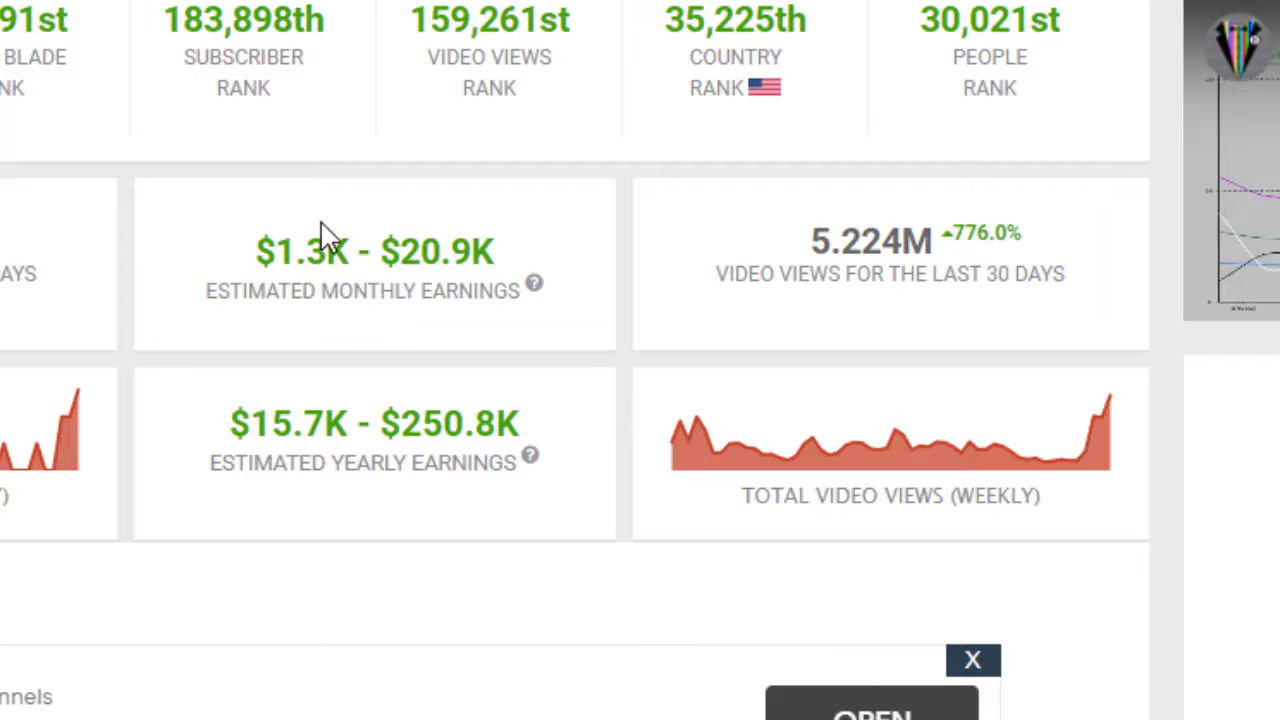 91st
BLADE
NK
183,898th
SUBSCRIBER
RANK
159,261st
VIDEO VIEWS
RANK
35,225th
COUNTRY
RANK
30,021st
PEOPLE
RANK
AYS
$1.3K - $20.9K
ESTIMATED MONTHLY EARNINGS ?
5.224M 776.0%
VIDEO VIEWS FOR THE LAST 30 DAYS
)
$15.7K - $250.8K
ESTIMATED YEARLY EARNINGS ?
TOTAL VIDEO VIEWS (WEEKLY)
X
nnels
OPEN